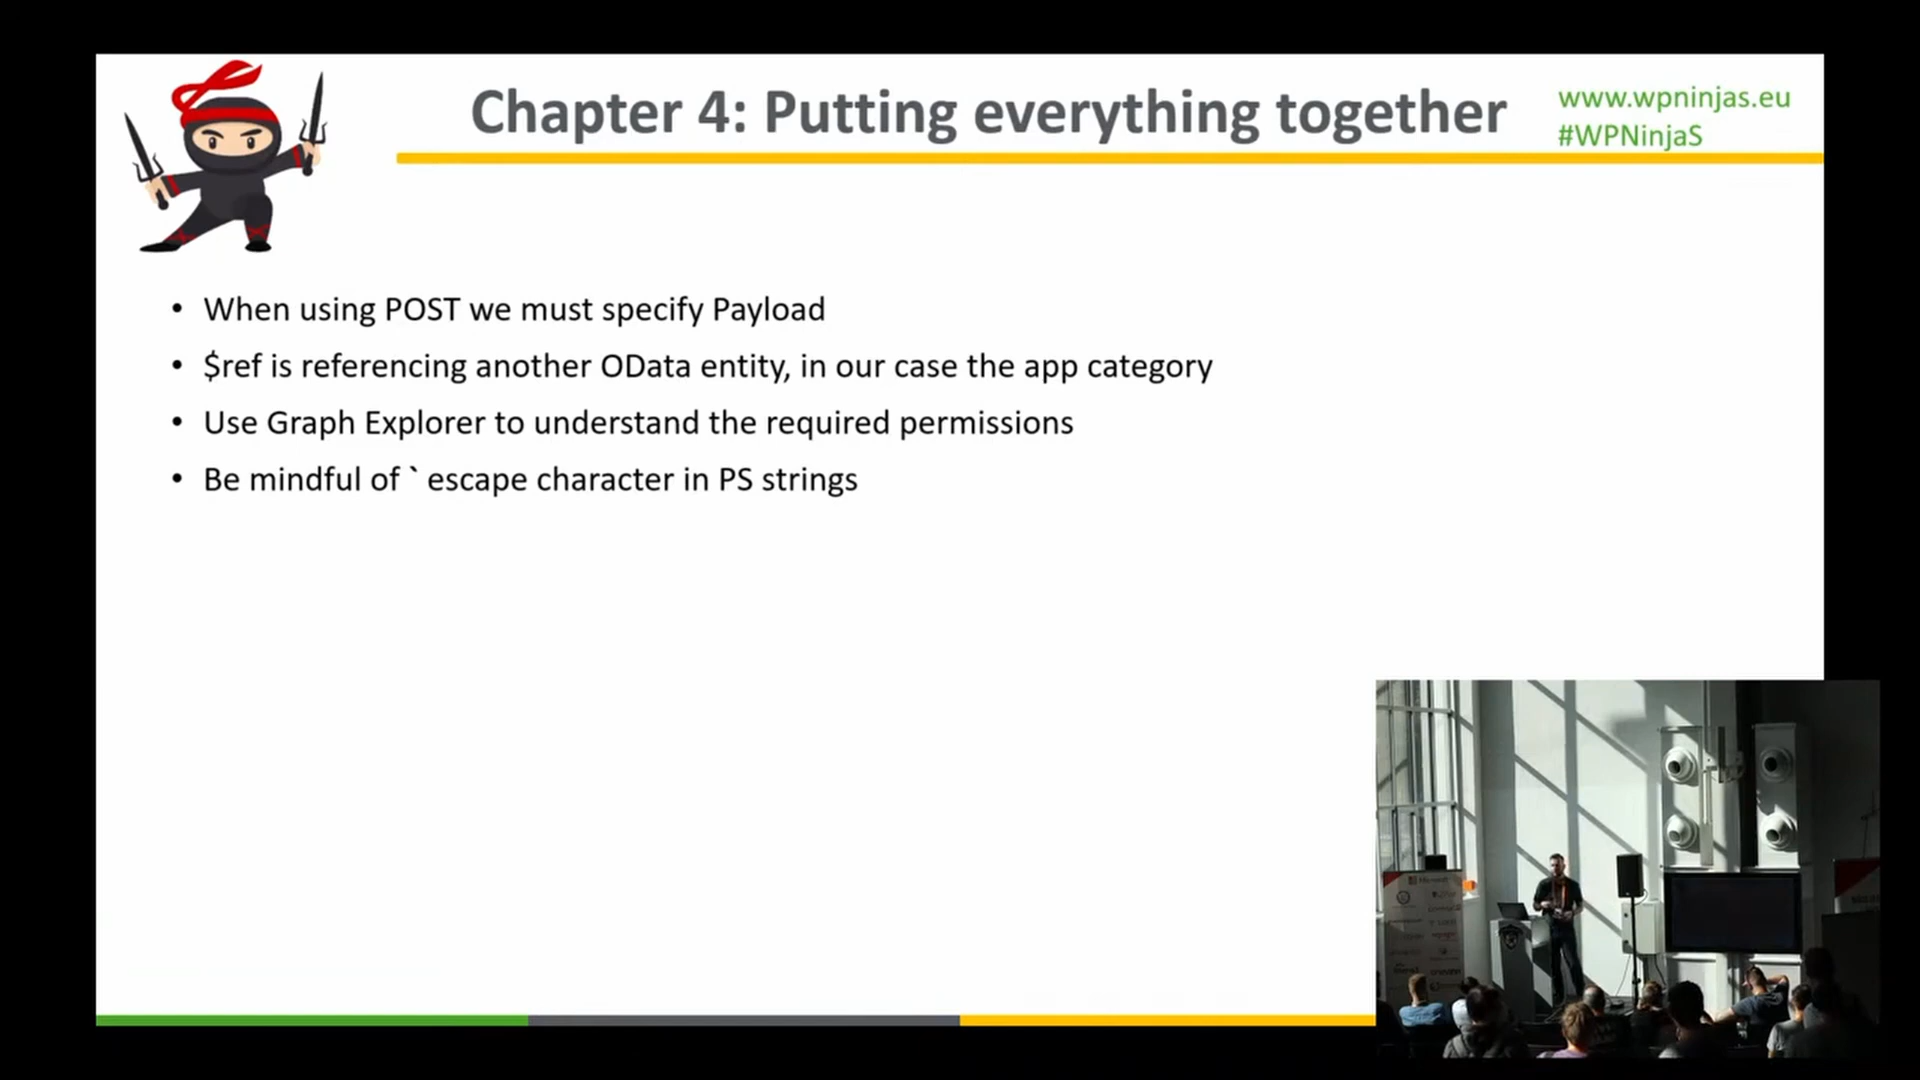 Chapter 4: Putting everything together
www.wpninjas.eu
#WPNinjaS
• When using POST we must specify Payload
• $ref is referencing another OData entity, in our case the app category
• Use Graph Explorer to understand the required permissions
• Be mindful of ` escape character in PS strings
Microsoft